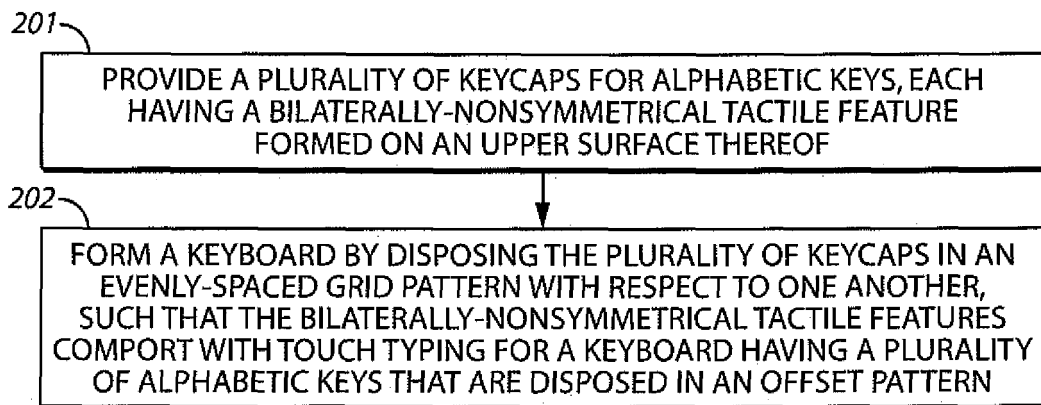 201
PROVIDE A PLURALITY OF KEYCAPS FOR ALPHABETIC KEYS, EACH
HAVING A BILATERALLY-NONSYMMETRICAL TACTILE FEATURE
FORMED ON AN UPPER SURFACE THEREOF
202
FORM A KEYBOARD BY DISPOSING THE PLURALITY OF KEYCAPS IN AN
EVENLY-SPACED GRID PATTERN WITH RESPECT TO ONE ANOTHER,
SUCH THAT THE BILATERALLY-NONSYMMETRICAL TACTILE FEATURES
COMPORT WITH TOUCH TYPING FOR A KEYBOARD HAVING A PLURALITY
OF ALPHABETIC KEYS THAT ARE DISPOSED IN AN OFFSET PATTERN